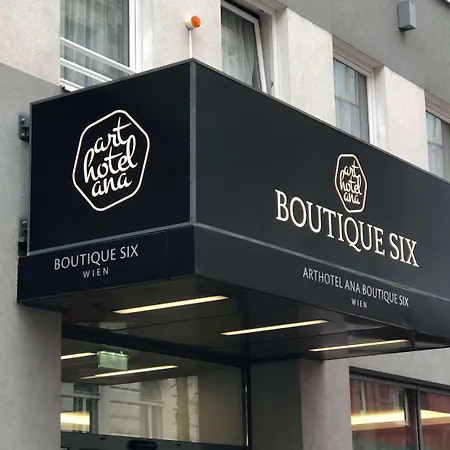 art
hotel
ana
BOUTIQUE SIX
WIEN
art
hotel
ana
BOUTIQUE SIX
ARTHOTEL ANA BOUTIQUE SIX
WIEN